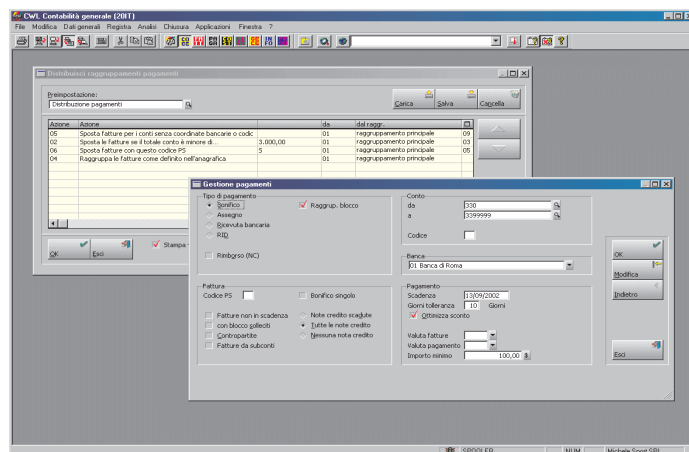 CWL Contabilità generale (20IT)
File Modifica Dati generali Registra Analisi Chiusura Applicazioni Finestra ?
Distribuisci raggruppamenti pagamenti
Preimpostazione:
Distribuzione pagamenti
Carica Salva Cancella
Azione Azione da dal raggr.
05 Sposta fatture per i conti senza coordinate bancarie o codic 01 raggruppamento principale 09
02 Sposta le fatture se il totale conto è minore di... 3.000,00 01 raggruppamento principale 03
06 Sposta fatture con questo codice PS 5 01 raggruppamento principale 05
04 Raggruppa le fatture come definito nell'anagrafica 01 raggruppamento principale
OK Esci Stampa
Gestione pagamenti
Tipo di pagamento
Bonifico Raggrup. blocco
Assegno
Ricevuta bancaria
RID
Rimborso (NC)
Conto
da 330
a 3399999
Codice
Banca
01 Banca di Roma
Fattura
Codice PS Bonifico singolo
Fatture non in scadenza Note credito scadute
con blocco solleciti Tutte le note credito
Contropartite Nessuna nota credito
Fatture da subconti
Pagamento
Scadenza 13/09/2002
Giorni tolleranza 10 Giorni
Ottimizza sconto
Valuta fatture
Valuta pagamento
Importo minimo 100,00 $
OK
Modifica
Indietro
Esci
SPOOLER NUM Michele Sport SRL